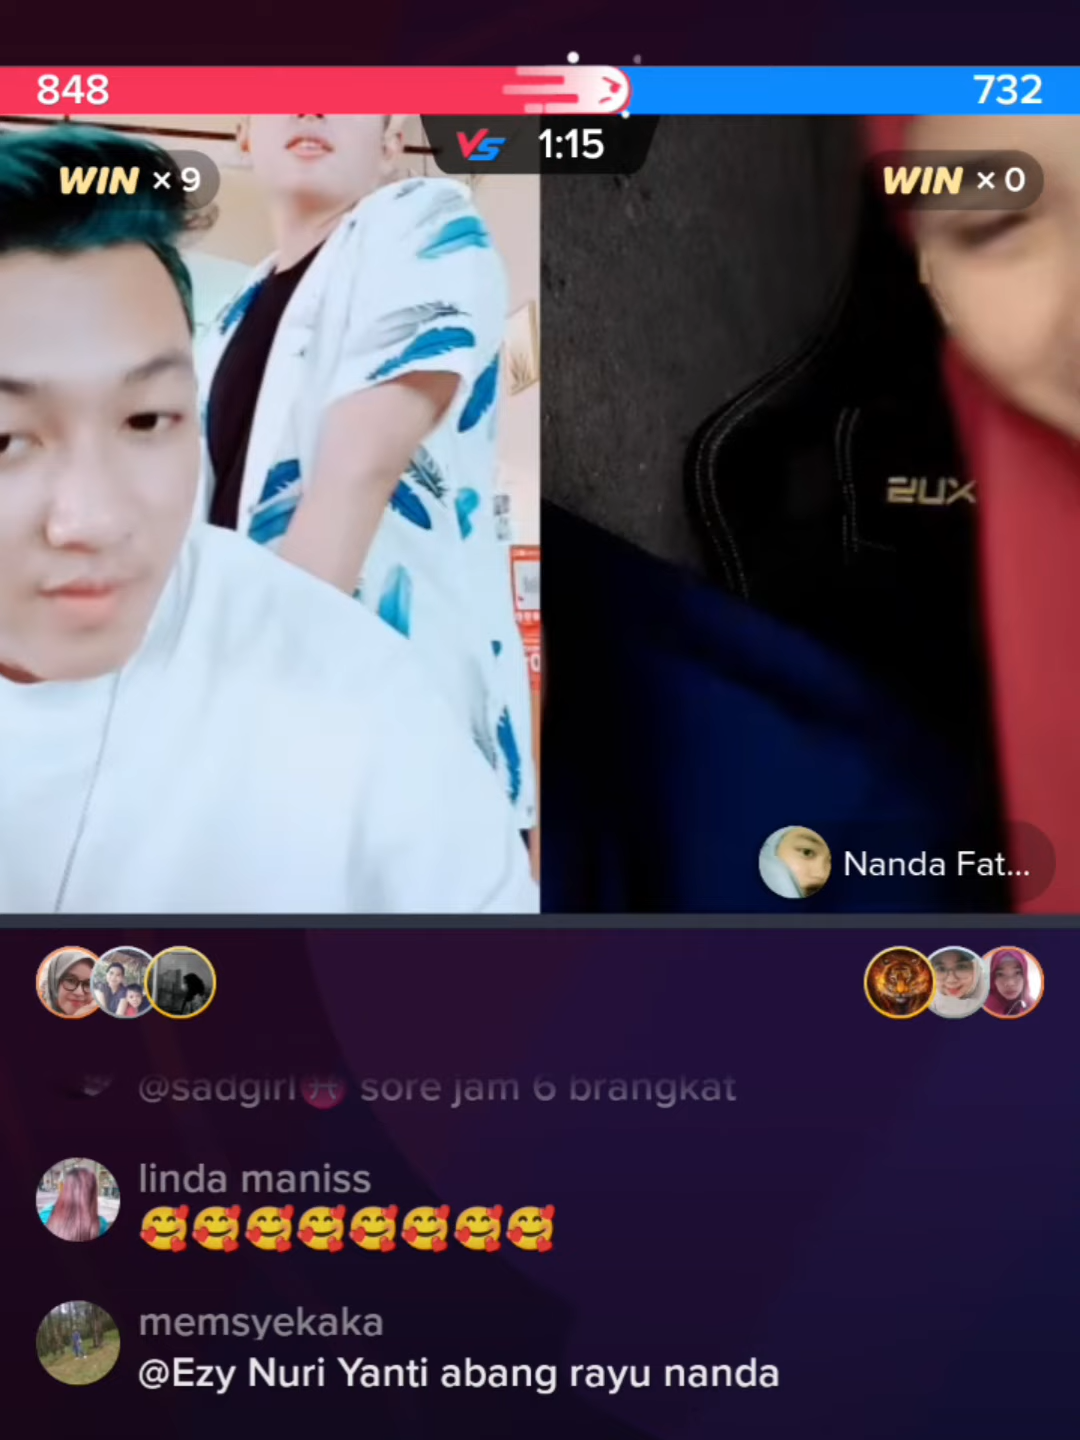 848
732
VS 1:15
WIN × 9
WIN × 0
2UX
Nanda Fat...
@sadgirl♓ sore jam 6 brangkat
linda maniss
🥰🥰🥰🥰🥰🥰🥰🥰
memsyekaka
@Ezy Nuri Yanti abang rayu nanda